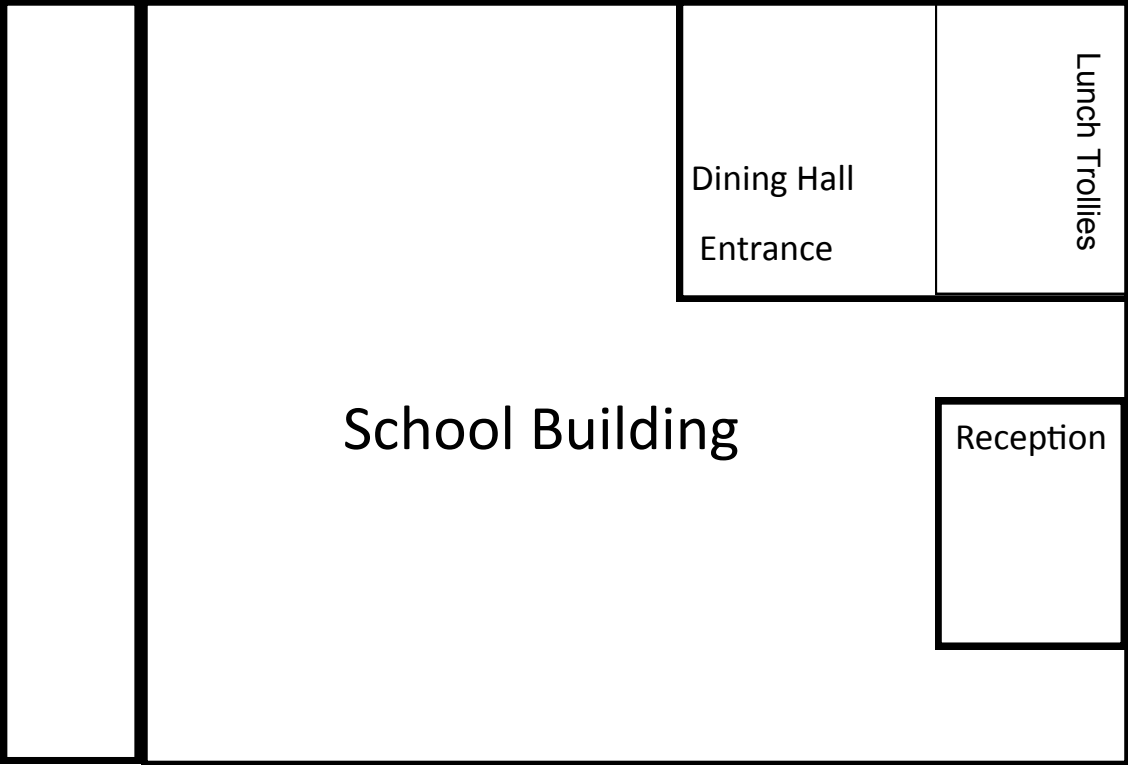 Lunch Trollies
Dining Hall
Entrance
School Building
Reception